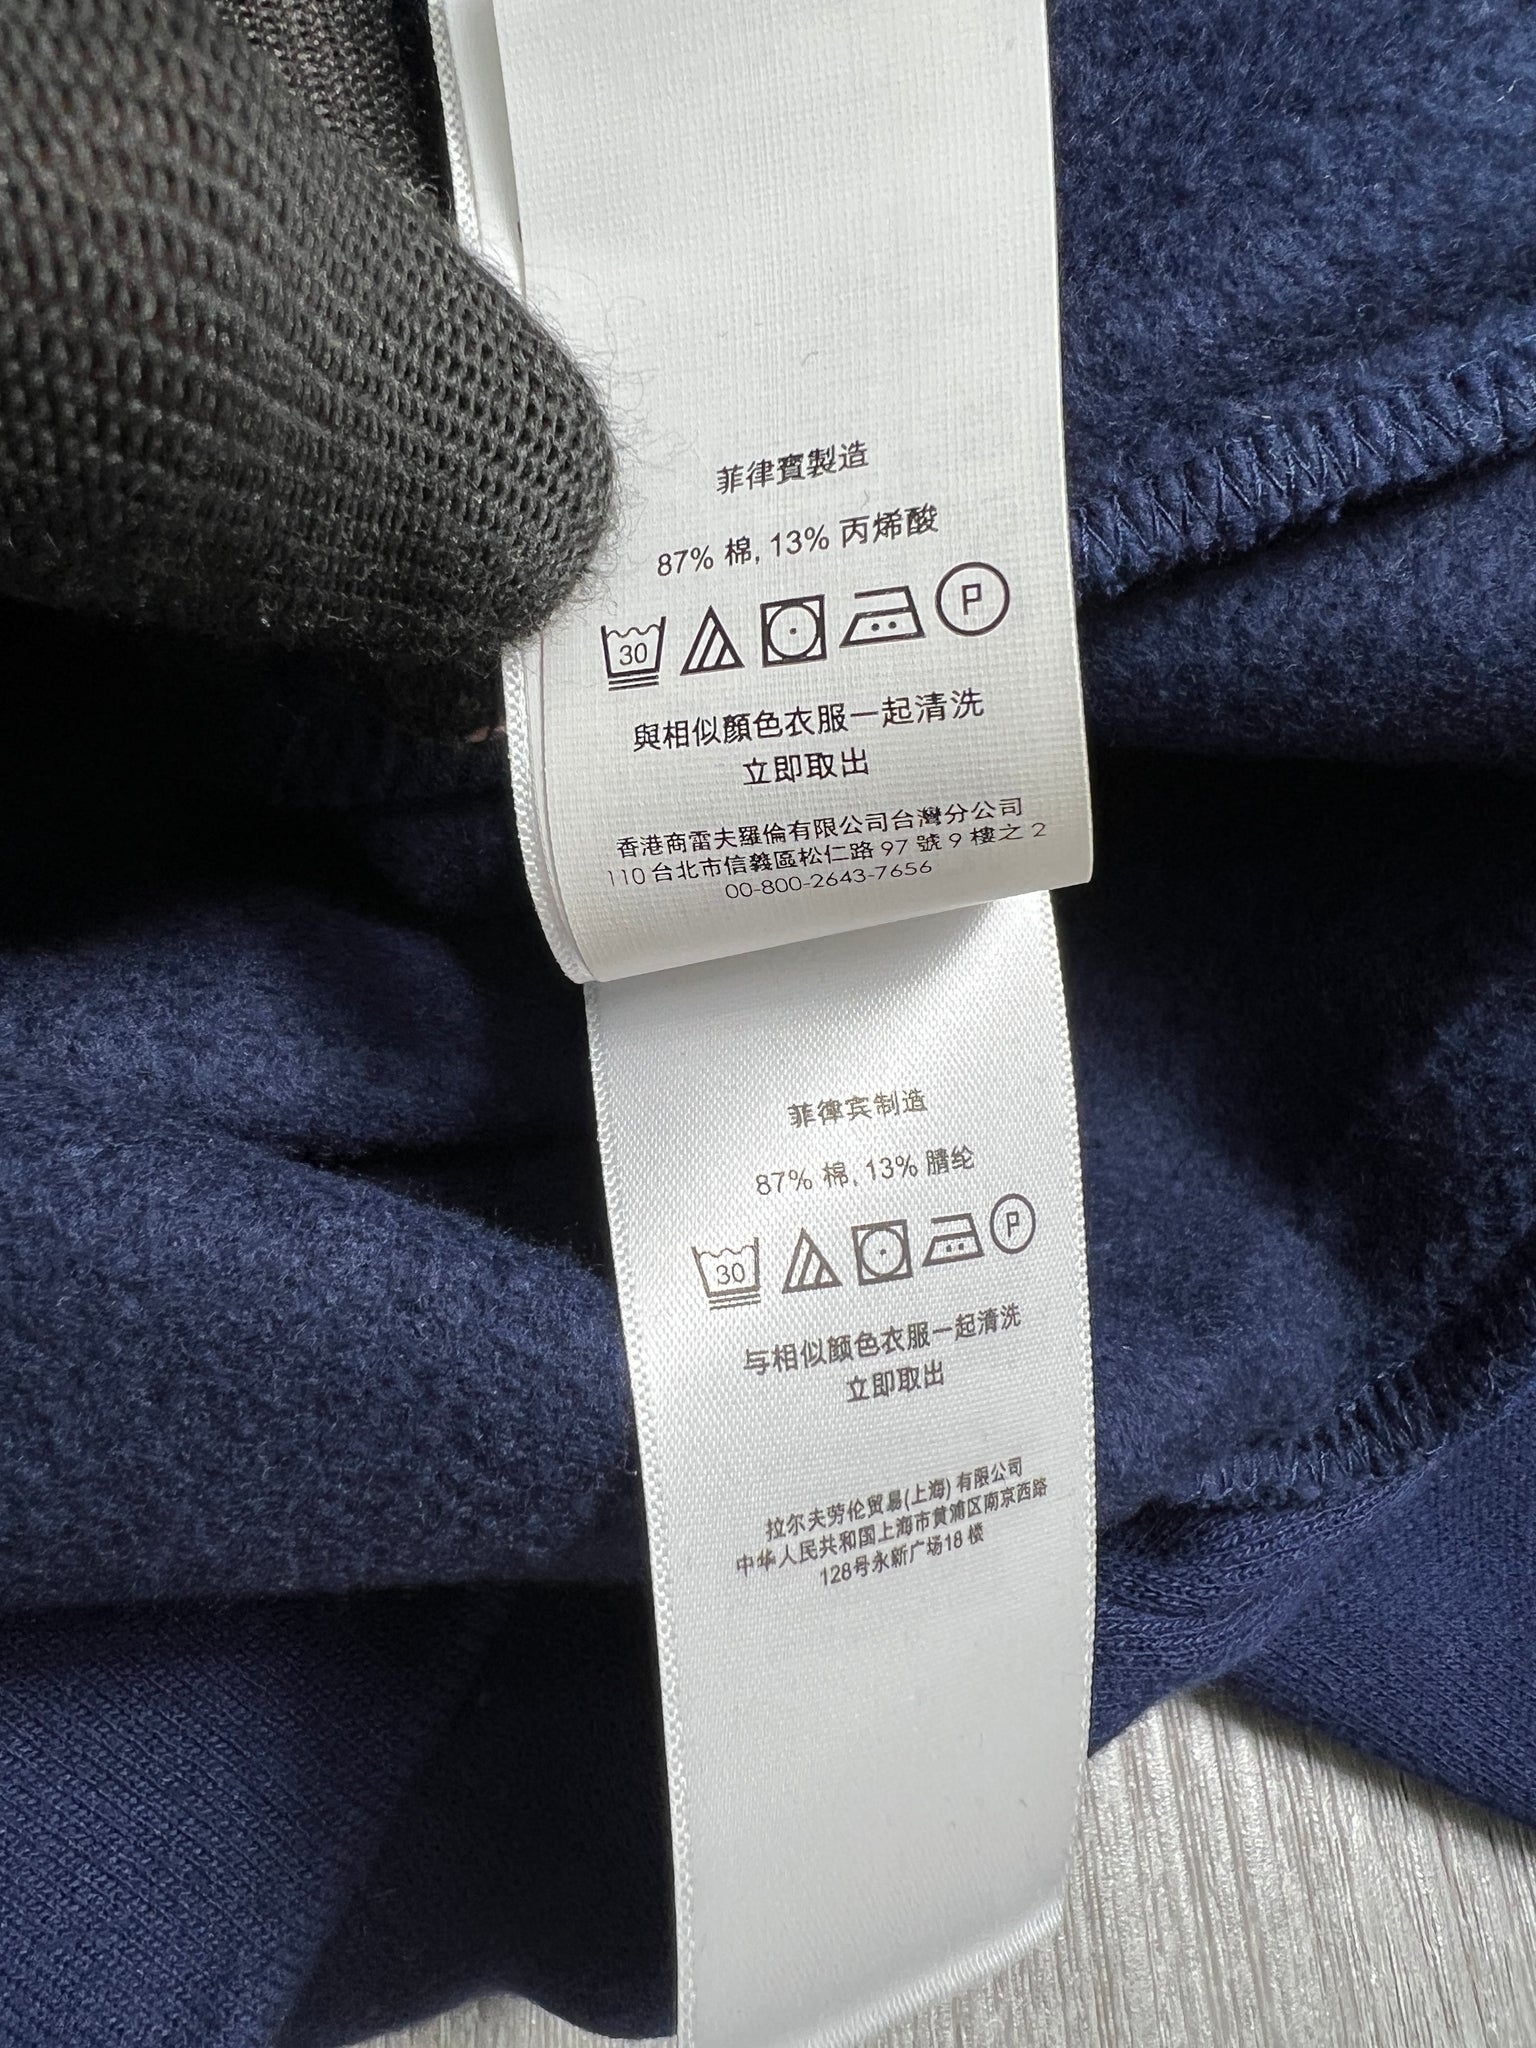 菲律賓製造
87% 棉, 13% 丙烯酸
30
P
與相似顏色衣服一起清洗
立即取出
香港商雷夫羅倫有限公司台灣分公司
110 台北市信義區松仁路 97 號 9 樓之 2
00-800-2643-7656
菲律宾制造
87% 棉, 13% 腈纶
30
P
与相似颜色衣服一起清洗
立即取出
拉尔夫劳伦贸易(上海) 有限公司
中华人民共和国上海市黄浦区南京西路
128号永新广场18 楼